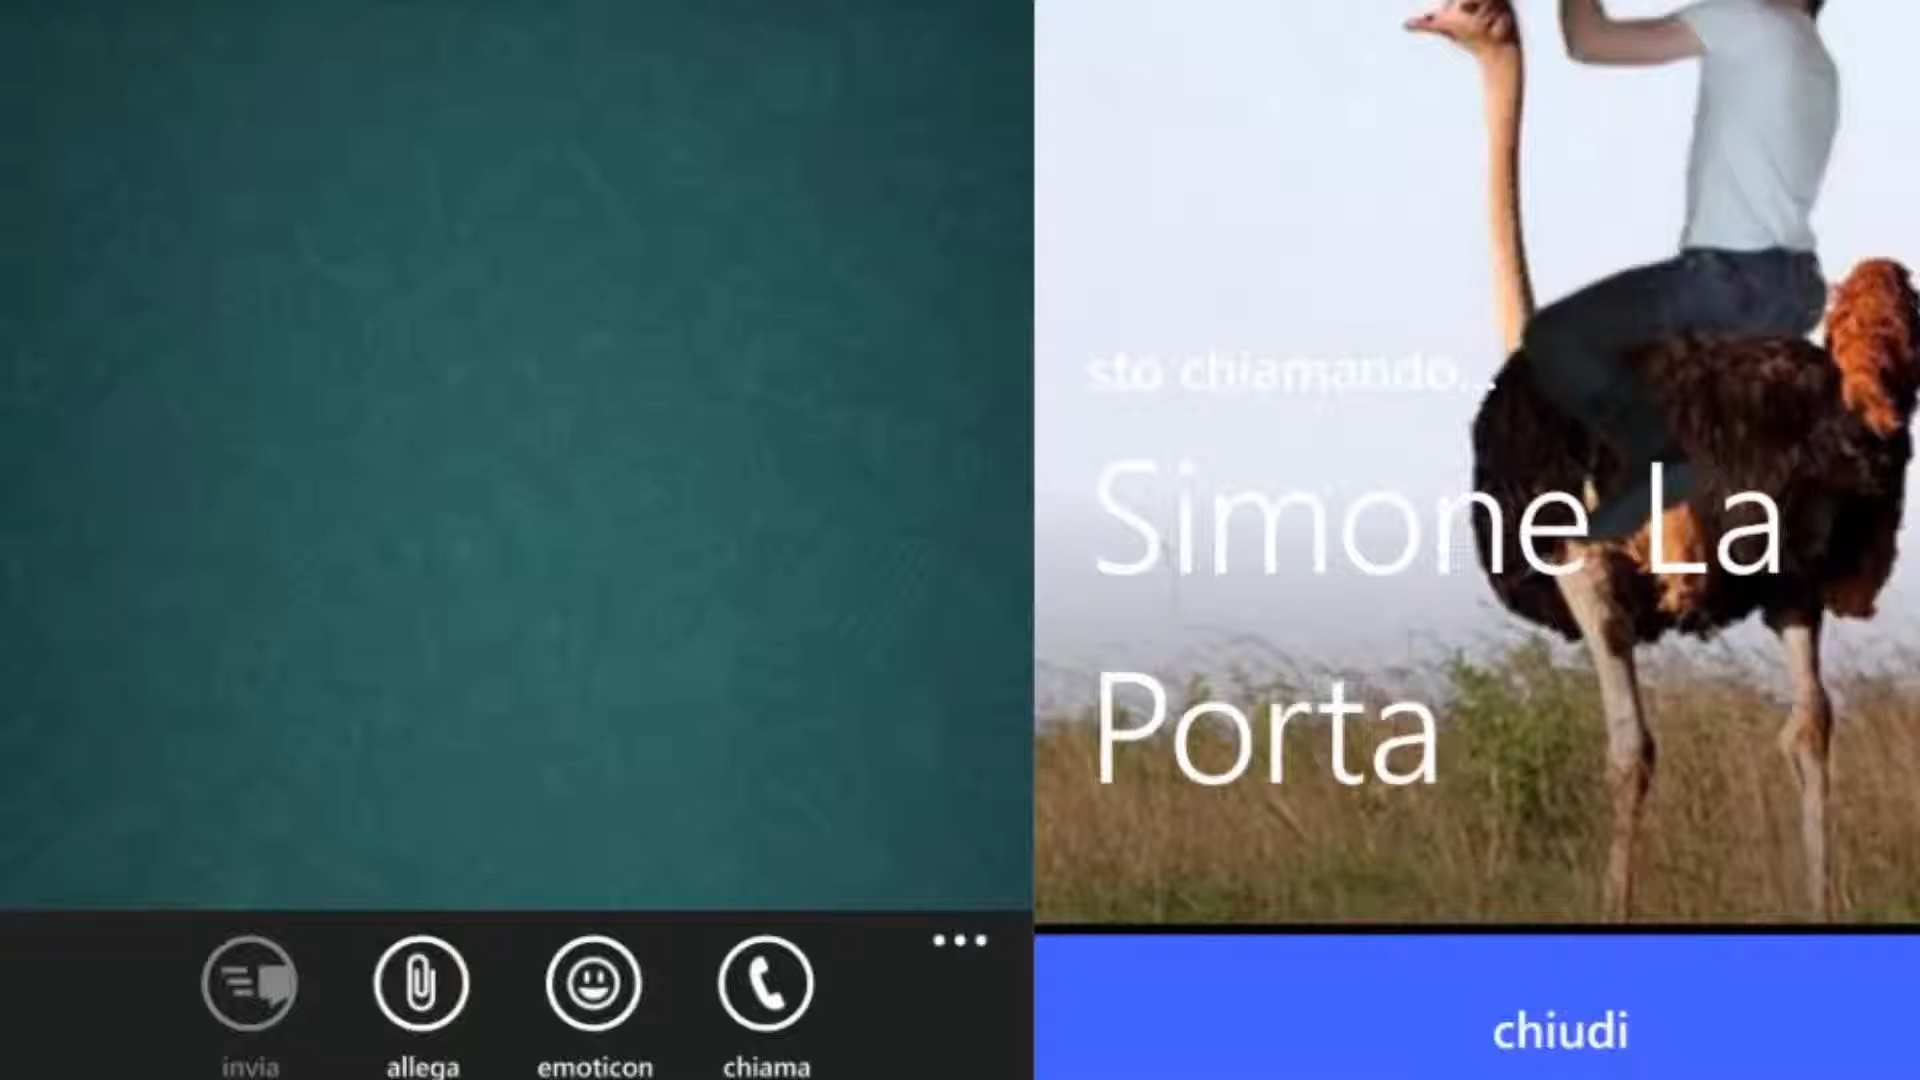 invia
allega
emoticon
chiama
sto chiamando...
Simone La
Porta
chiudi